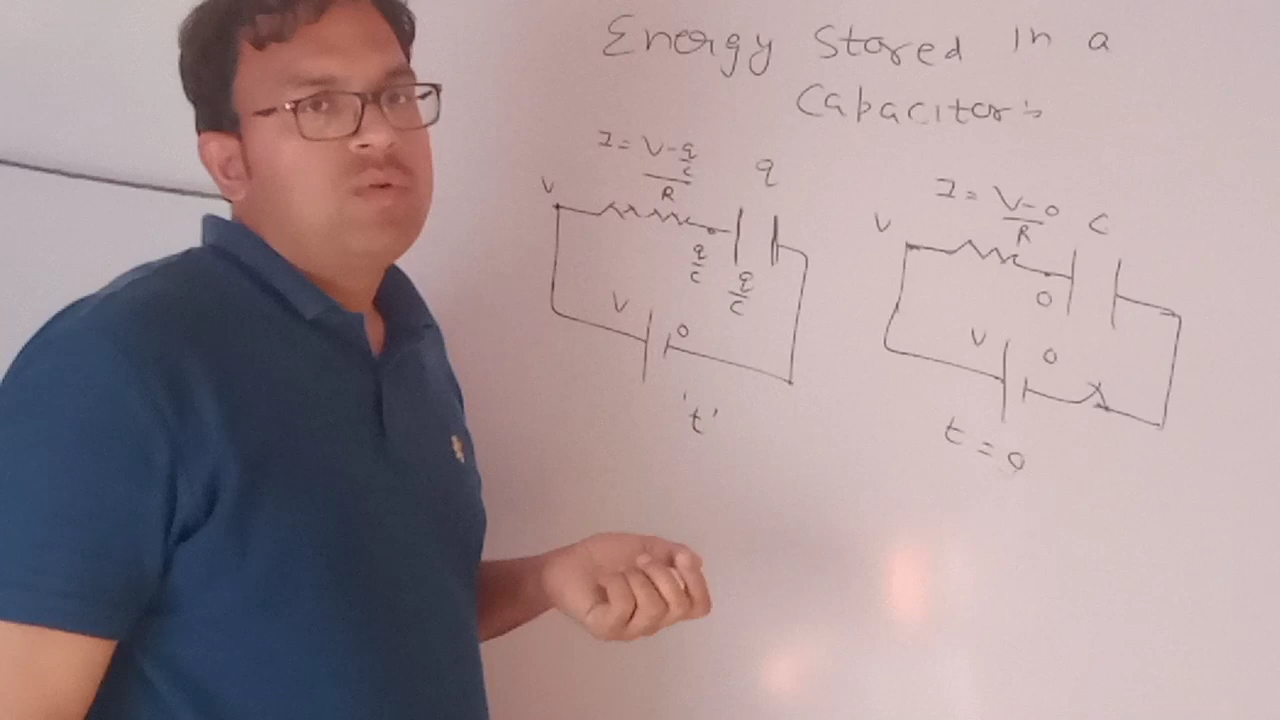 Energy Stored in a
Capacitor:-
I = V - q/c / R
q
V
q/c
q/c
V
0
't'
I = V - 0 / R
C
V
0
V
0
t = 0